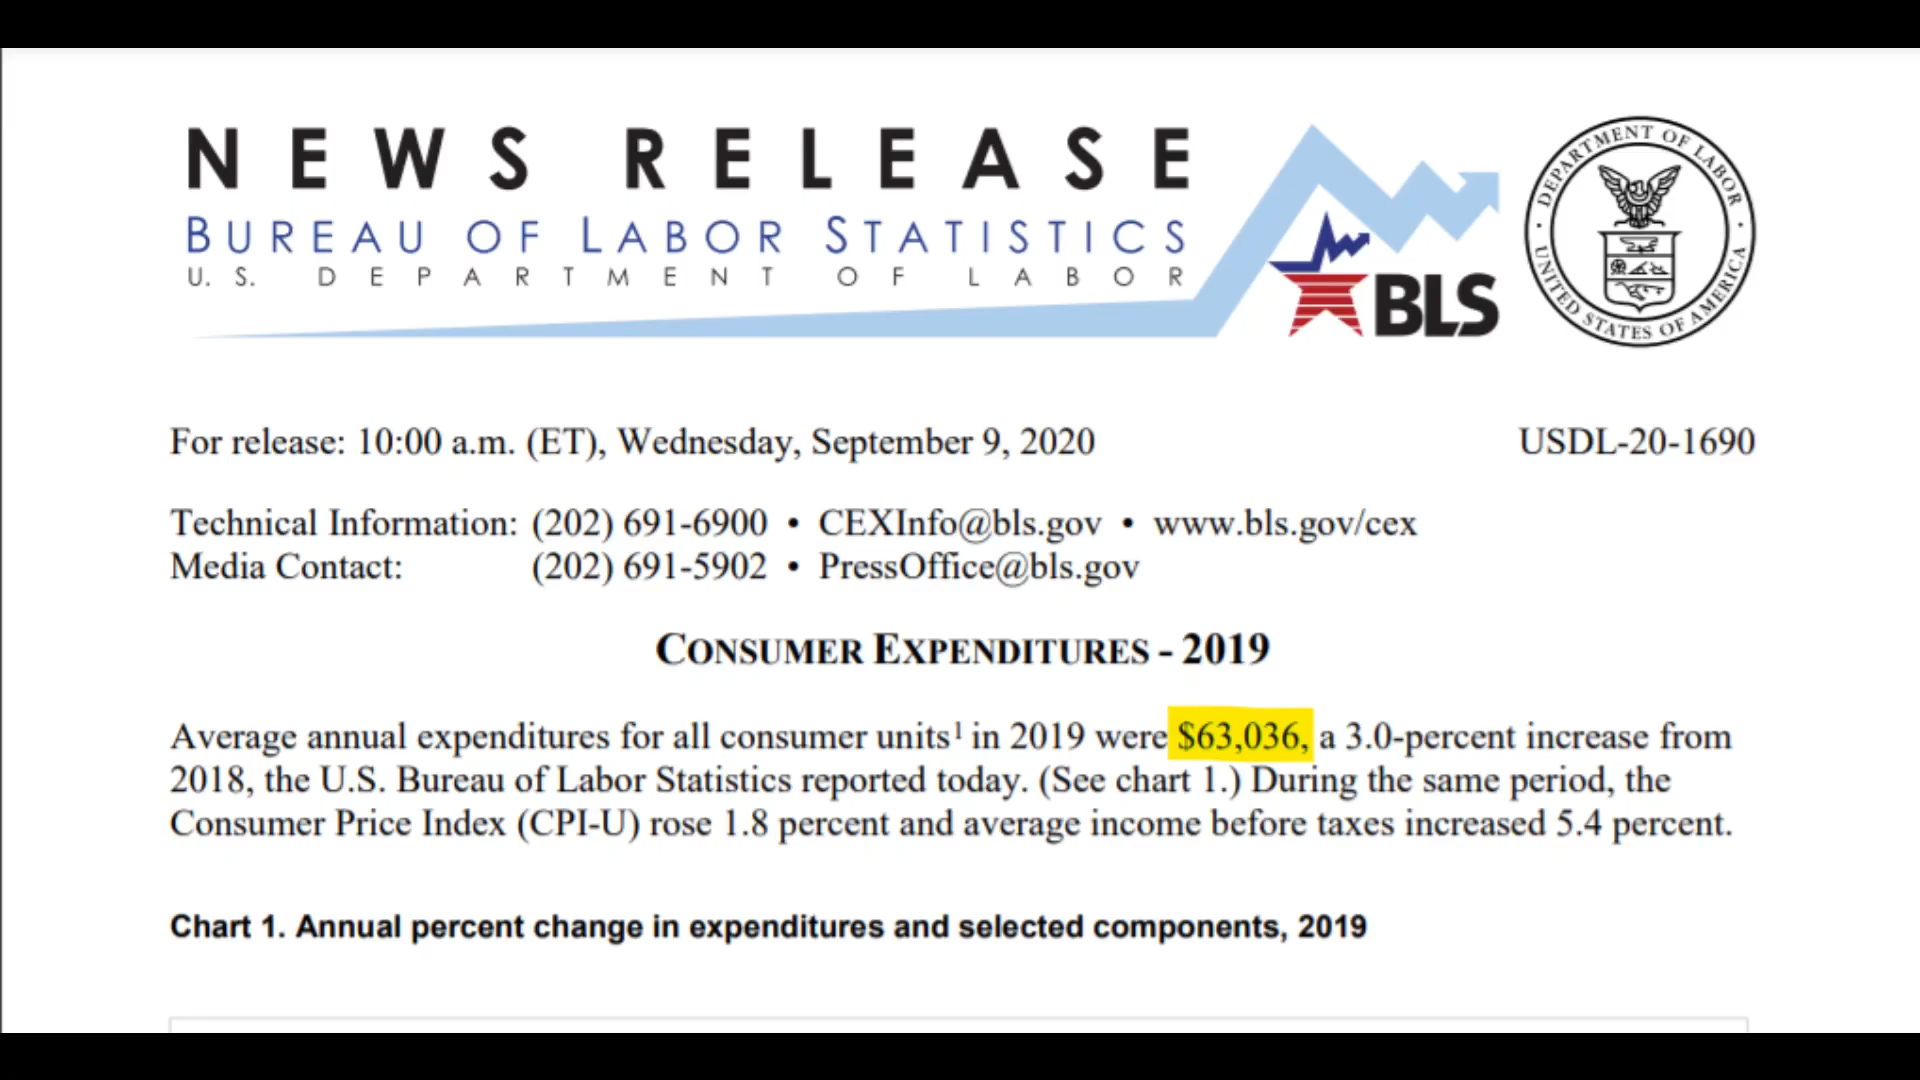 NEWS RELEASE
BUREAU OF LABOR STATISTICS
U.S. DEPARTMENT OF LABOR
BLS
DEPARTMENT OF LABOR
UNITED STATES OF AMERICA
For release: 10:00 a.m. (ET), Wednesday, September 9, 2020 USDL-20-1690
Technical Information: (202) 691-6900 • CEXInfo@bls.gov • www.bls.gov/cex
Media Contact: (202) 691-5902 • PressOffice@bls.gov
CONSUMER EXPENDITURES - 2019
Average annual expenditures for all consumer units¹ in 2019 were $63,036, a 3.0-percent increase from
2018, the U.S. Bureau of Labor Statistics reported today. (See chart 1.) During the same period, the
Consumer Price Index (CPI-U) rose 1.8 percent and average income before taxes increased 5.4 percent.
Chart 1. Annual percent change in expenditures and selected components, 2019